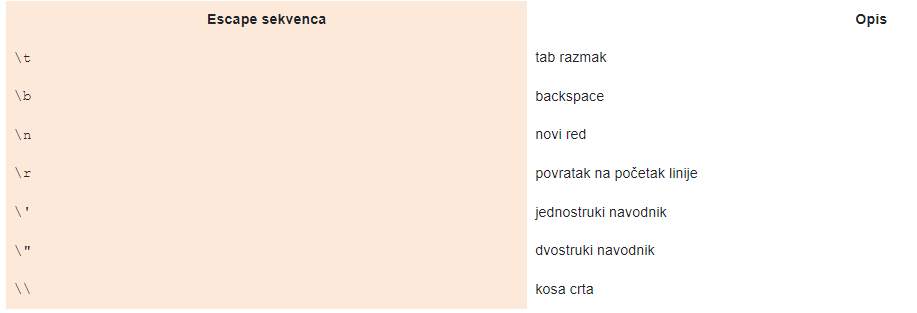 Escape sekvenca Opis
\t tab razmak
\b backspace
\n novi red
\r povratak na početak linije
\' jednostruki navodnik
\" dvostruki navodnik
\\ kosa crta